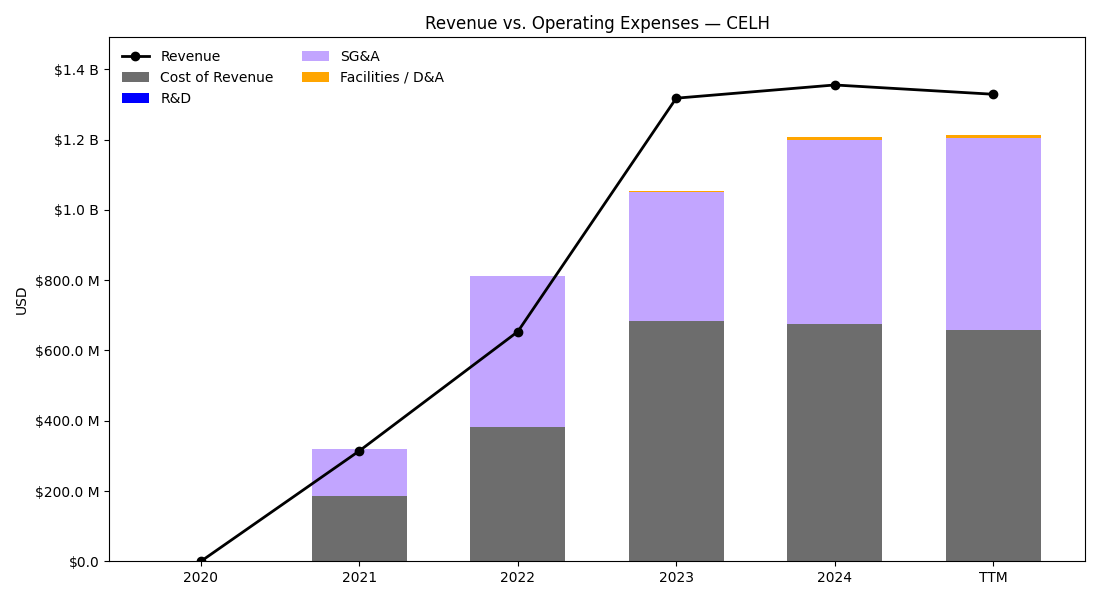 Revenue vs. Operating Expenses — CELH
Revenue
Cost of Revenue
R&D
SG&A
Facilities / D&A
USD
$1.4 B
$1.2 B
$1.0 B
$800.0 M
$600.0 M
$400.0 M
$200.0 M
$0.0
2020 2021 2022 2023 2024 TTM